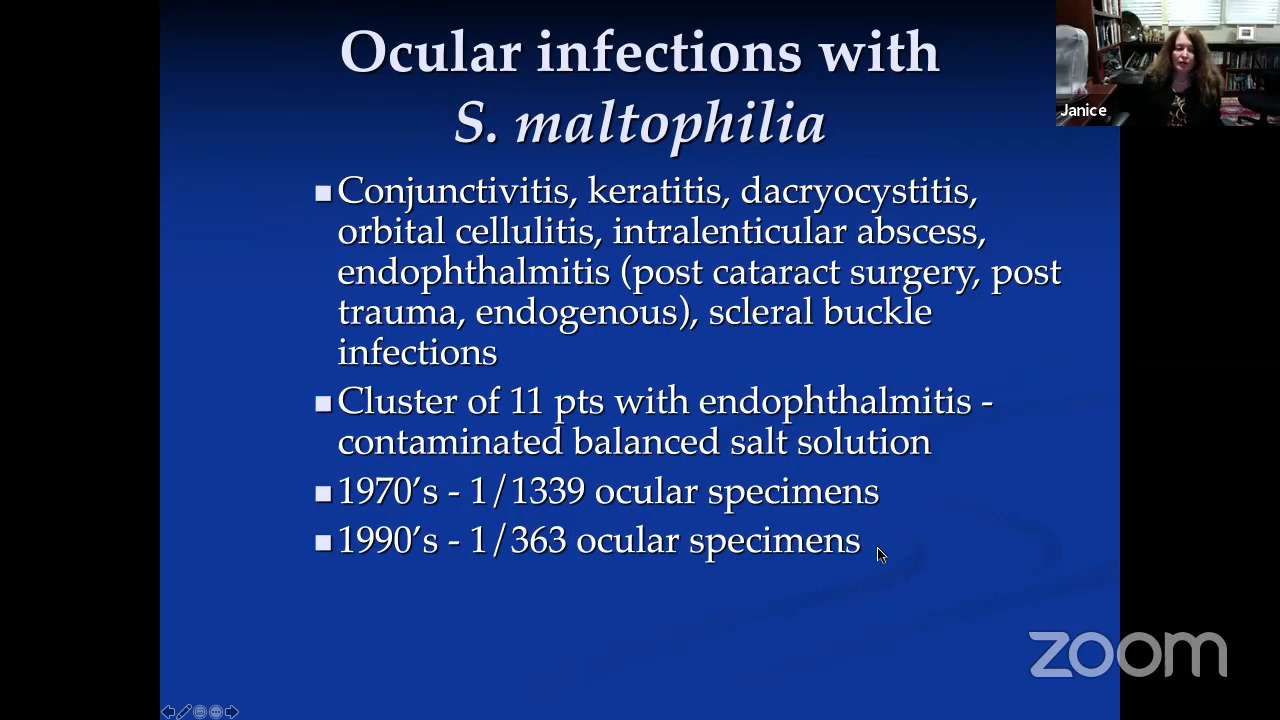 Ocular infections with
S. maltophilia
Janice
■ Conjunctivitis, keratitis, dacryocystitis,
orbital cellulitis, intralenticular abscess,
endophthalmitis (post cataract surgery, post
trauma, endogenous), scleral buckle
infections
■ Cluster of 11 pts with endophthalmitis -
contaminated balanced salt solution
■ 1970's - 1/1339 ocular specimens
■ 1990's - 1/363 ocular specimens
zoom